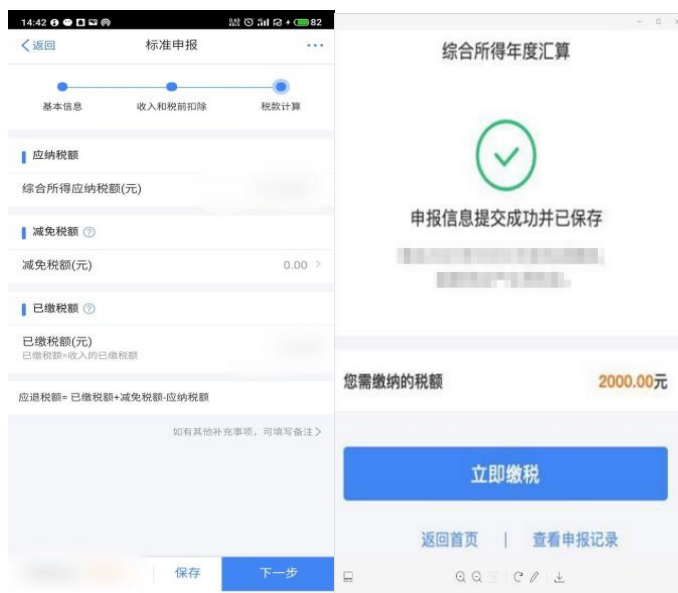 14:42
82
返回
标准申报
基本信息
收入和税前扣除
税款计算
应纳税额
综合所得应纳税额(元)
减免税额
减免税额(元)
0.00
已缴税额
已缴税额(元)
已缴税额=收入的已缴税额
应退税额= 已缴税额+减免税额-应纳税额
如有其他补充事项，可填写备注
保存
下一步
综合所得年度汇算
申报信息提交成功并已保存
您需缴纳的税额
2000.00元
立即缴税
返回首页 | 查看申报记录